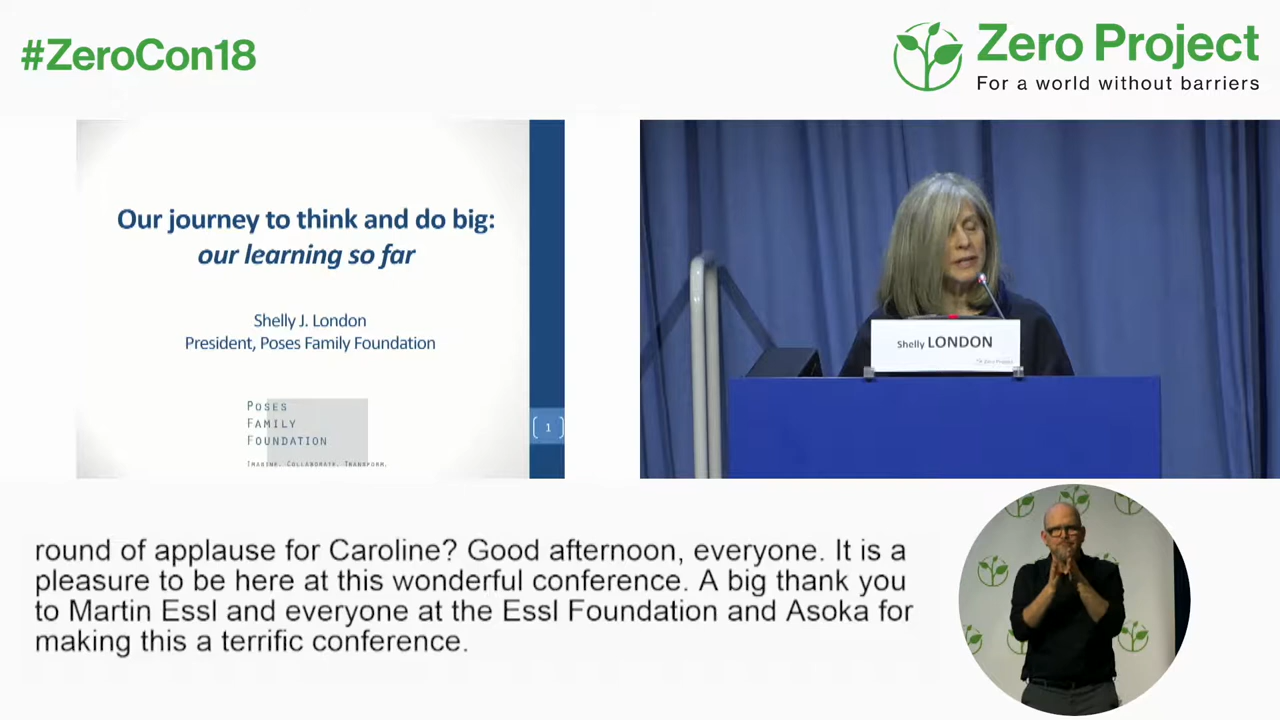 #ZeroCon18
Zero Project
For a world without barriers
Our journey to think and do big:
our learning so far
Shelly J. London
President, Poses Family Foundation
POSES
FAMILY
FOUNDATION
IMAGINE. COLLABORATE. TRANSFORM.
1
Shelly LONDON
Zero Project
round of applause for Caroline? Good afternoon, everyone. It is a
pleasure to be here at this wonderful conference. A big thank you
to Martin Essl and everyone at the Essl Foundation and Asoka for
making this a terrific conference.